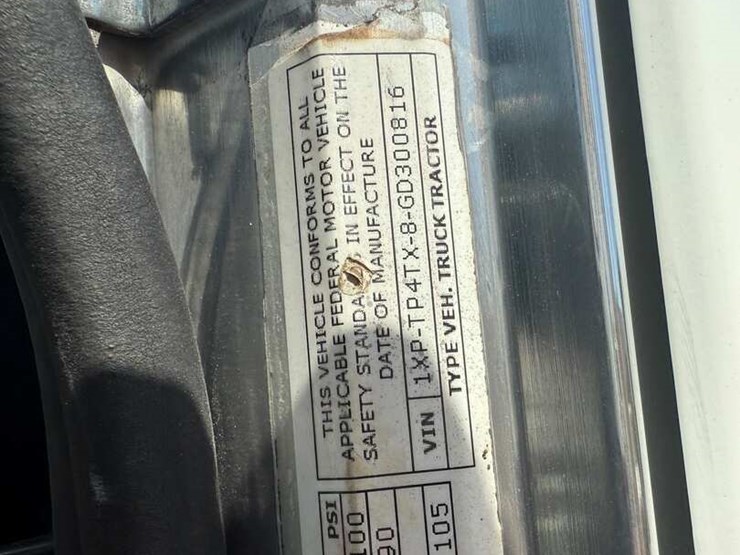 THIS VEHICLE CONFORMS TO ALL
APPLICABLE FEDERAL MOTOR VEHICLE
SAFETY STANDA IN EFFECT ON THE
DATE OF MANUFACTURE
VIN 1XP-TP4TX-8-GD300816
TYPE VEH. TRUCK TRACTOR
PSI
100
90
105